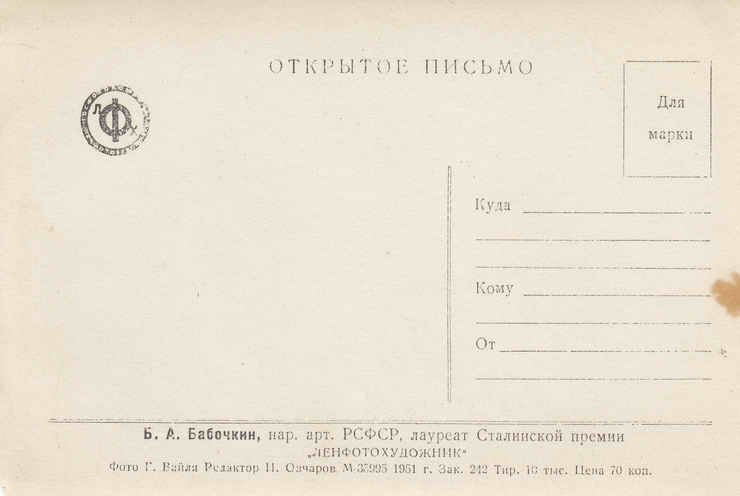 ОТКРЫТОЕ ПИСЬМО
Л Ф Х
Для
марки
Куда
Кому
От
Б. А. Бабочкин, нар. арт. РСФСР, лауреат Сталинской премии
„ЛЕНФОТОХУДОЖНИК“
Фото Г. Вайля Редактор Н. Овчаров М-35995 1951 г. Зак. 242 Тир. 10 тыс. Цена 70 коп.